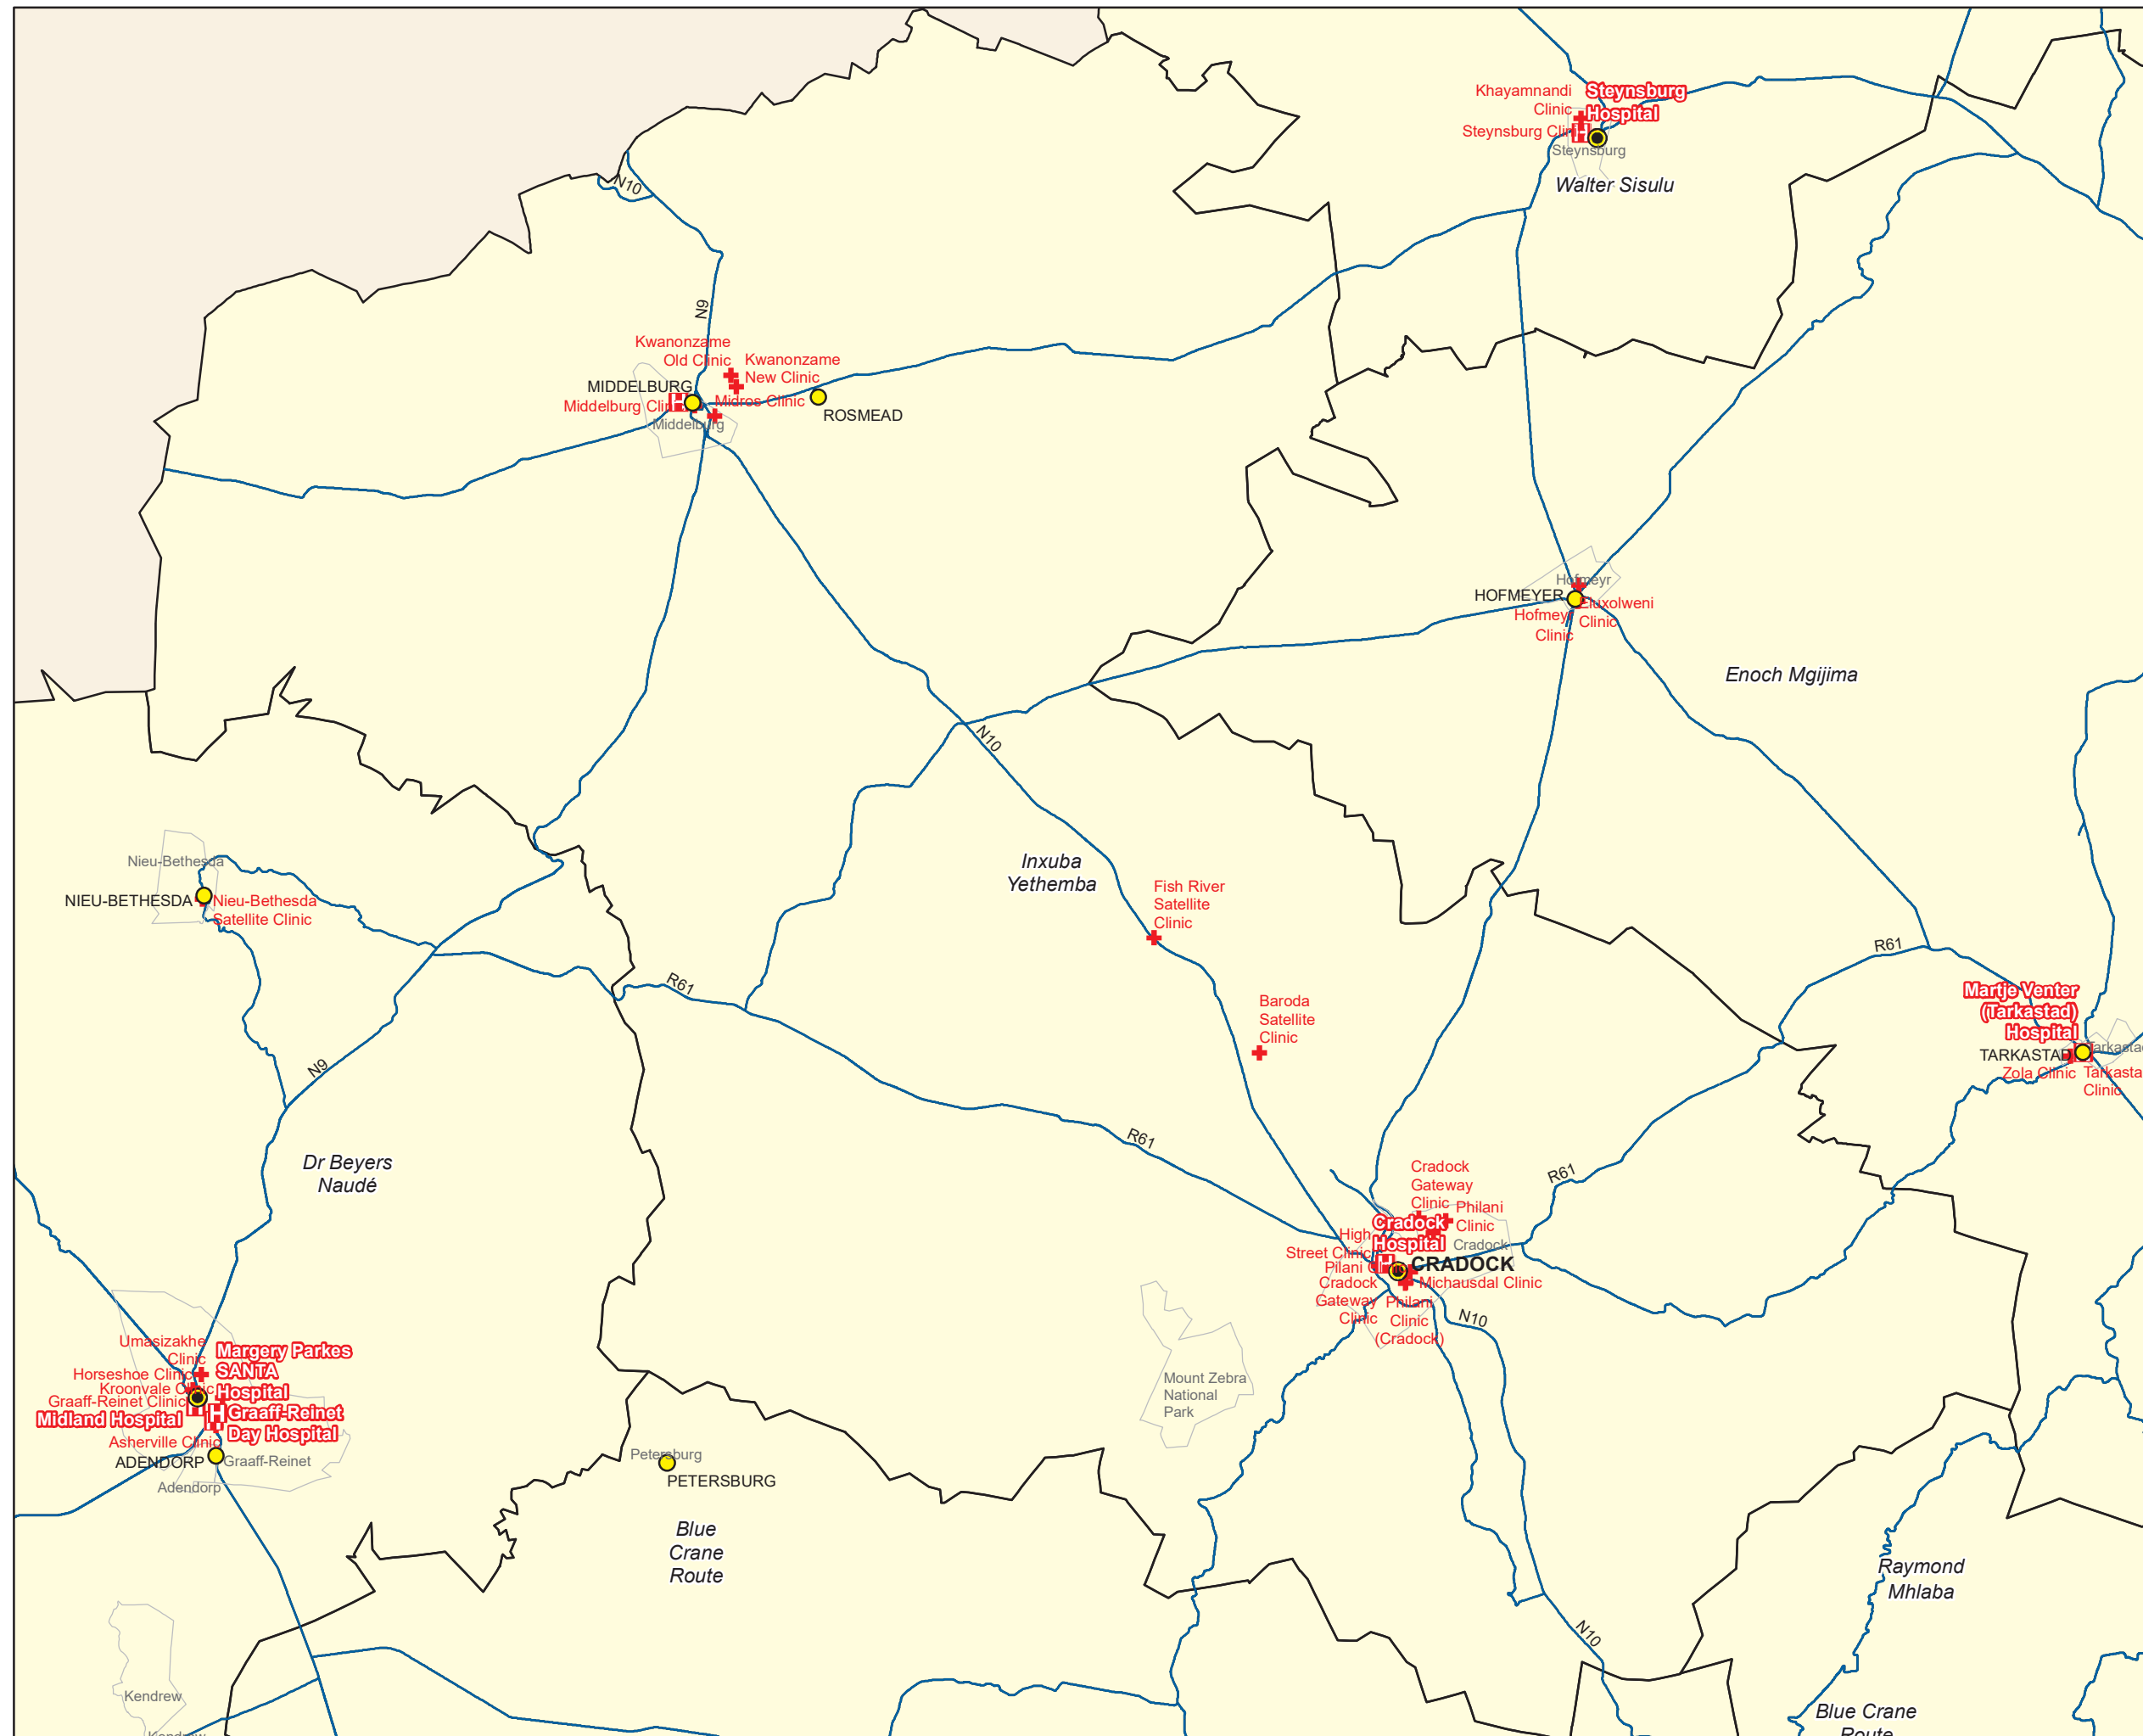 Khayamnandi
Clinic
Steynsburg
Hospital
Steynsburg Clinic
Steynsburg
Walter Sisulu
N10
N9
Kwanonzame
Old Clinic
Kwanonzame
New Clinic
MIDDELBURG
Middelburg Clinic
Midros Clinic
Middelburg
ROSMEAD
Hofmeyr
HOFMEYER
Eluxolweni
Clinic
Hofmeyr
Clinic
Enoch Mgijima
N10
Inxuba
Yethemba
Nieu-Bethesda
NIEU-BETHESDA
Nieu-Bethesda
Satellite Clinic
Fish River
Satellite
Clinic
R61
R61
Baroda
Satellite
Clinic
Martje Venter
(Tarkastad)
Hospital
TARKASTAD
Zola Clinic
Clinic
N9
R61
Dr Beyers
Naudé
R61
Cradock
Gateway
Clinic
Philani
Clinic
Cradock
Hospital
High
Street Clinic
Cradock
CRADOCK
Pilani
Michausdal Clinic
Cradock
Gateway
Clinic
Philani
Clinic
(Cradock)
N10
Umasizakhe
Clinic
Margery Parkes
SANTA
Hospital
Horseshoe Clinic
Kroonvale Clinic
Graaff-Reinet Clinic
Midland Hospital
Graaff-Reinet
Day Hospital
Asherville Clinic
ADENDORP
Graaff-Reinet
Adendorp
Mount Zebra
National
Park
Petersburg
PETERSBURG
Blue
Crane
Route
Raymond
Mhlaba
N10
Kendrew
Kendrew
Blue Crane
Route